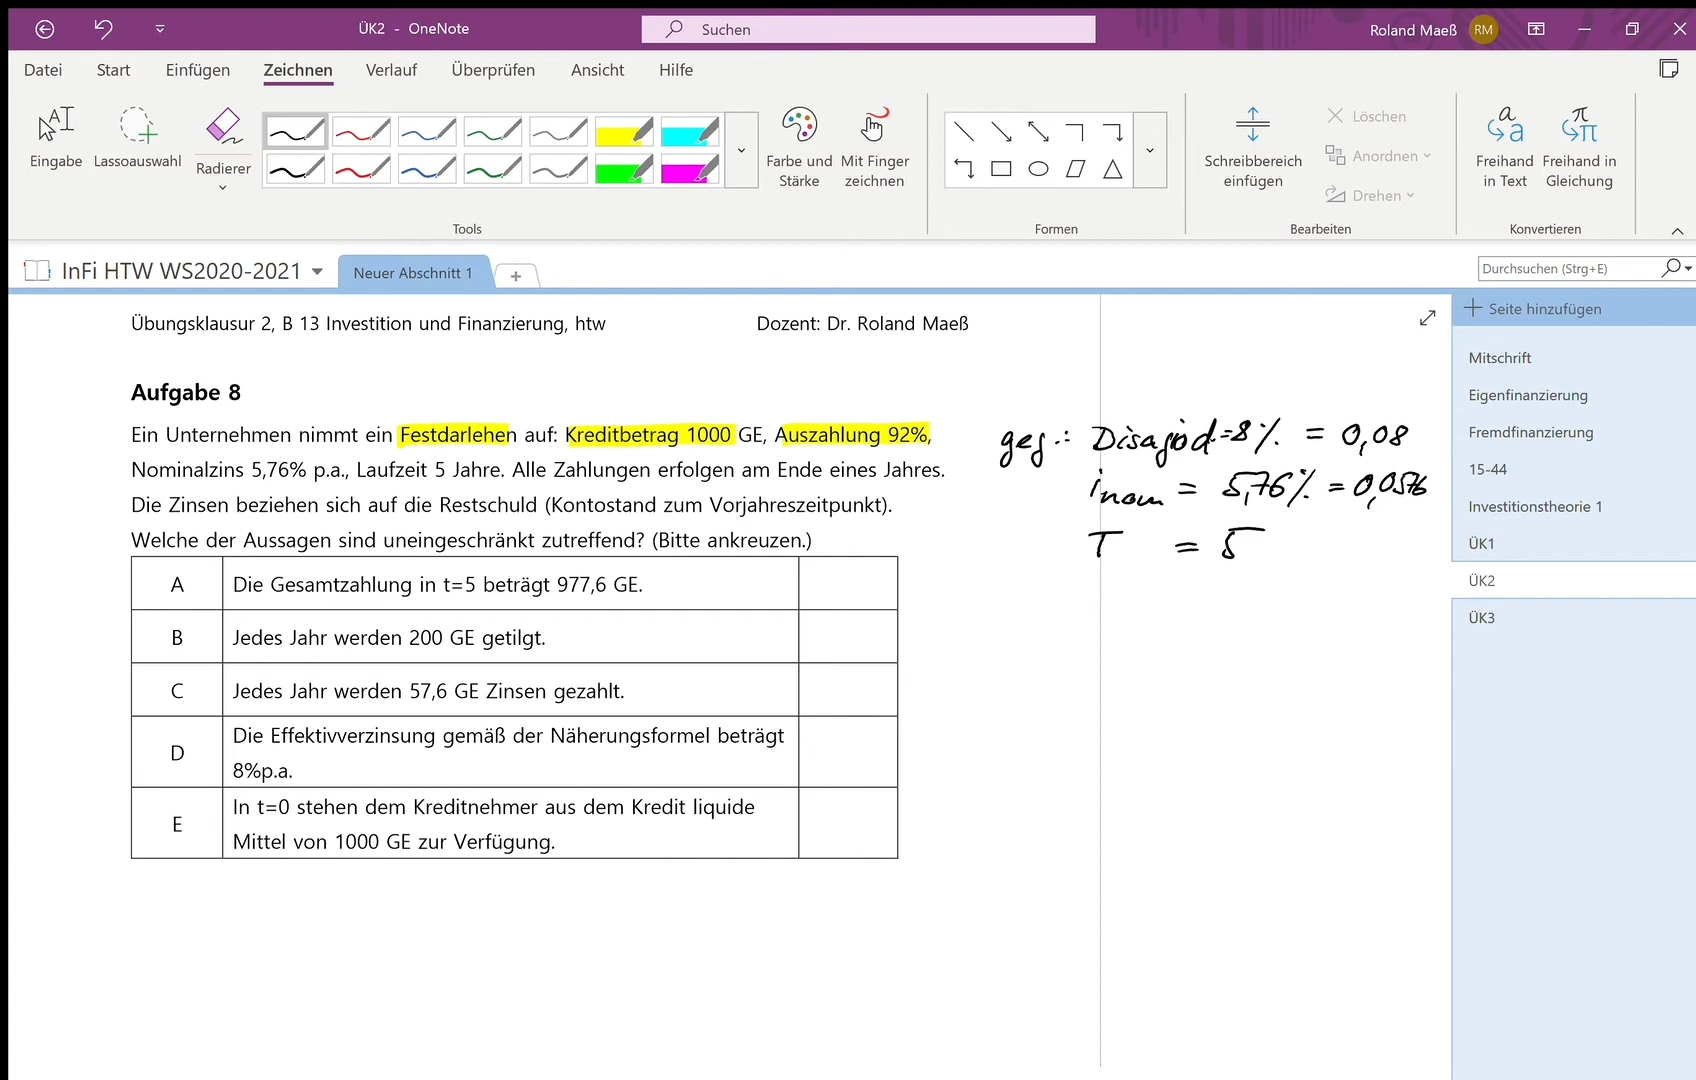 ÜK2 - OneNote
Suchen
Roland Maeß RM
Datei Start Einfügen Zeichnen Verlauf Überprüfen Ansicht Hilfe
Eingabe Lassoauswahl Radierer
Farbe und Stärke
Mit Finger zeichnen
Schreibbereich einfügen
Löschen
Anordnen
Drehen
Freihand in Text
Freihand in Gleichung
Tools Formen Bearbeiten Konvertieren
InFi HTW WS2020-2021 Neuer Abschnitt 1
Durchsuchen (Strg+E)
Seite hinzufügen
Mitschrift
Eigenfinanzierung
Fremdfinanzierung
15-44
Investitionstheorie 1
ÜK1
ÜK2
ÜK3
Übungsklausur 2, B 13 Investition und Finanzierung, htw Dozent: Dr. Roland Maeß
Aufgabe 8
Ein Unternehmen nimmt ein Festdarlehen auf: Kreditbetrag 1000 GE, Auszahlung 92%,
Nominalzins 5,76% p.a., Laufzeit 5 Jahre. Alle Zahlungen erfolgen am Ende eines Jahres.
Die Zinsen beziehen sich auf die Restschuld (Kontostand zum Vorjahreszeitpunkt).
Welche der Aussagen sind uneingeschränkt zutreffend? (Bitte ankreuzen.)
A Die Gesamtzahlung in t=5 beträgt 977,6 GE.
B Jedes Jahr werden 200 GE getilgt.
C Jedes Jahr werden 57,6 GE Zinsen gezahlt.
D Die Effektivverzinsung gemäß der Näherungsformel beträgt
8%p.a.
E In t=0 stehen dem Kreditnehmer aus dem Kredit liquide
Mittel von 1000 GE zur Verfügung.
geg.: Disagiod = 8% = 0,08
inom = 5,76% = 0,0576
T = 5